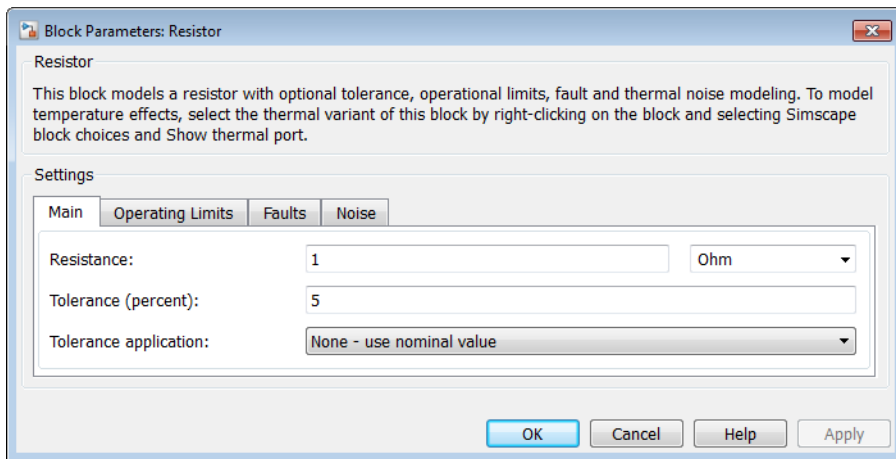 Block Parameters: Resistor
Resistor
This block models a resistor with optional tolerance, operational limits, fault and thermal noise modeling. To model
temperature effects, select the thermal variant of this block by right-clicking on the block and selecting Simscape
block choices and Show thermal port.
Settings
Main Operating Limits Faults Noise
Resistance: 1 Ohm
Tolerance (percent): 5
Tolerance application: None - use nominal value
OK Cancel Help Apply